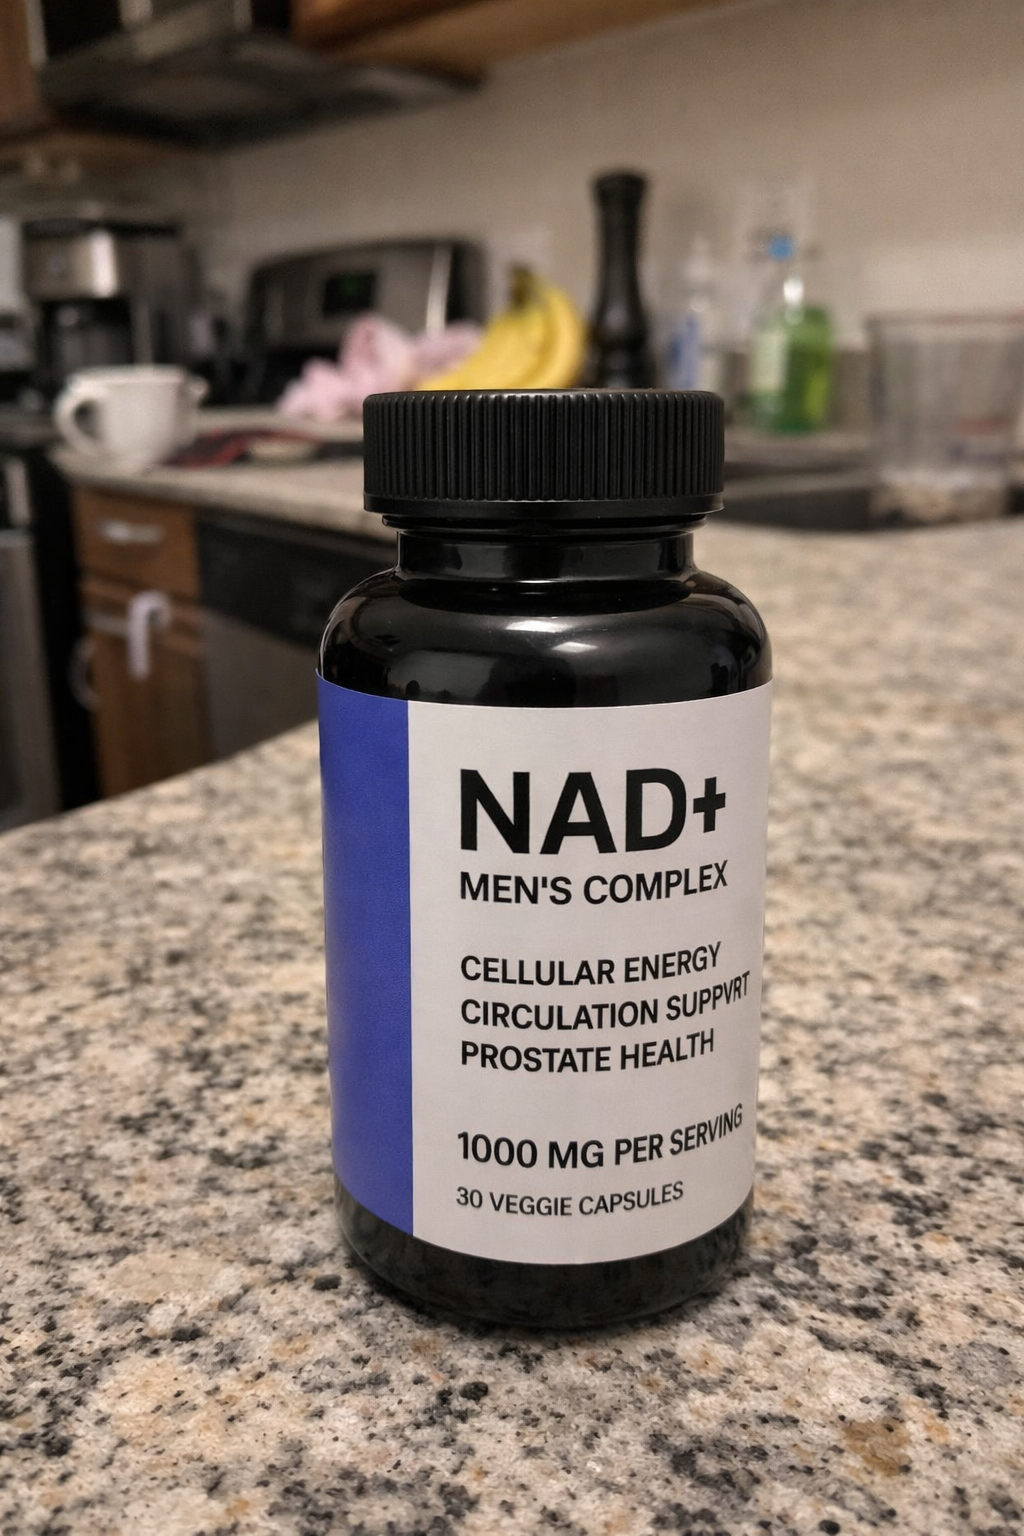 NAD+
MEN'S COMPLEX
CELLULAR ENERGY
CIRCULATION SUPPVRT
PROSTATE HEALTH
1000 MG PER SERVING
30 VEGGIE CAPSULES